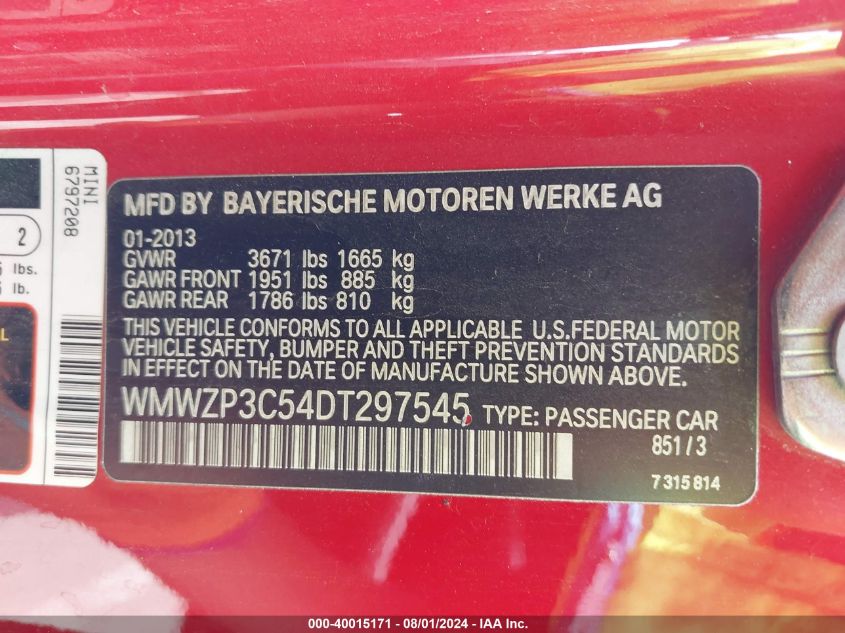 MINI
6797208
2
lbs.
lb.
L
MFD BY BAYERISCHE MOTOREN WERKE AG
01-2013
GVWR 3671 lbs 1665 kg
GAWR FRONT 1951 lbs 885 kg
GAWR REAR 1786 lbs 810 kg
THIS VEHICLE CONFORMS TO ALL APPLICABLE U.S.FEDERAL MOTOR
VEHICLE SAFETY, BUMPER AND THEFT PREVENTION STANDARDS
IN EFFECT ON THE DATE OF MANUFACTURE SHOWN ABOVE.
WMWZP3C54DT297545 TYPE: PASSENGER CAR
851/3
7315814
000-40015171 - 08/01/2024 - IAA Inc.